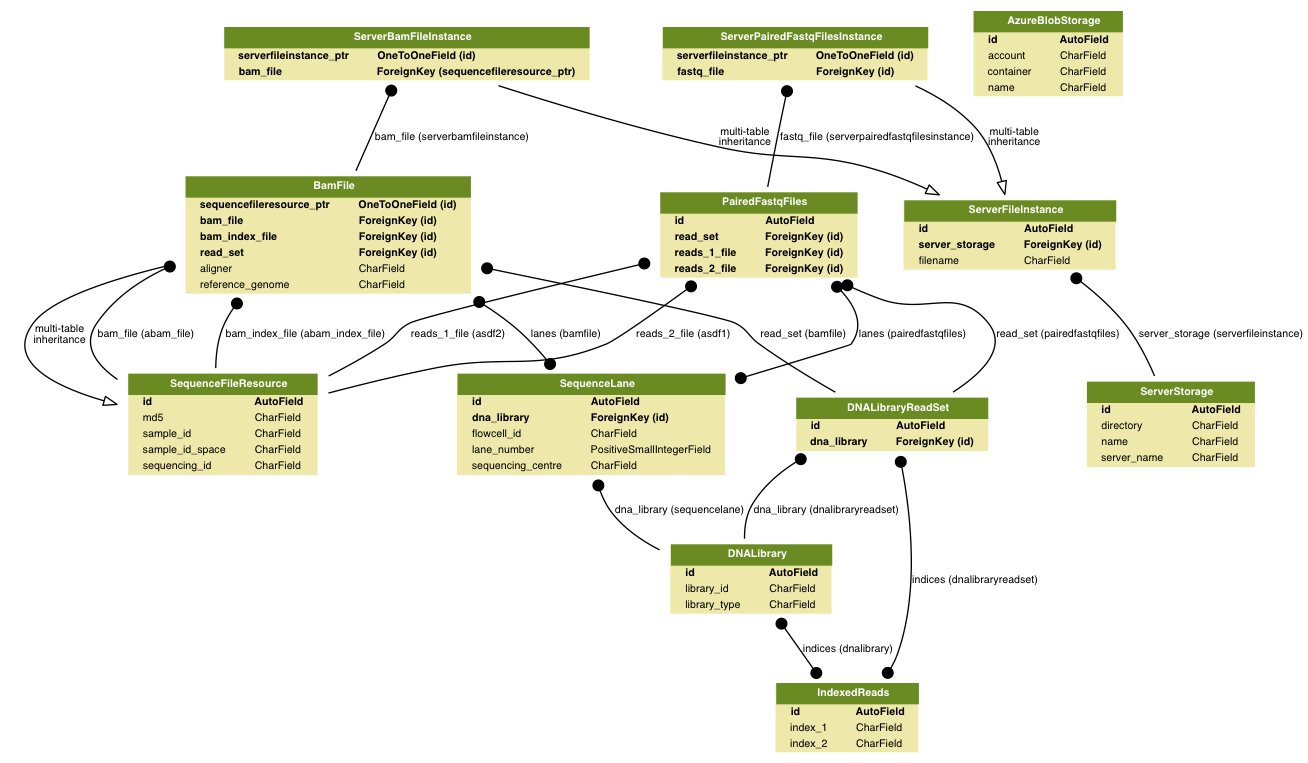 ServerBamFileInstance
serverfileinstance_ptr OneToOneField (id)
bam_file ForeignKey (sequencefileresource_ptr)
ServerPairedFastqFilesInstance
serverfileinstance_ptr OneToOneField (id)
fastq_file ForeignKey (id)
AzureBlobStorage
id AutoField
account CharField
container CharField
name CharField
bam_file (serverbamfileinstance)
multi-table
inheritance
fastq_file (serverpairedfastqfilesinstance)
multi-table
inheritance
BamFile
sequencefileresource_ptr OneToOneField (id)
bam_file ForeignKey (id)
bam_index_file ForeignKey (id)
read_set ForeignKey (id)
aligner CharField
reference_genome CharField
PairedFastqFiles
id AutoField
read_set ForeignKey (id)
reads_1_file ForeignKey (id)
reads_2_file ForeignKey (id)
ServerFileInstance
id AutoField
server_storage ForeignKey (id)
filename CharField
multi-table
inheritance
bam_file (abam_file)
bam_index_file (abam_index_file)
reads_1_file (asdf2)
lanes (bamfile)
reads_2_file (asdf1)
read_set (bamfile)
lanes (pairedfastqfiles)
read_set (pairedfastqfiles)
server_storage (serverfileinstance)
SequenceFileResource
id AutoField
md5 CharField
sample_id CharField
sample_id_space CharField
sequencing_id CharField
SequenceLane
id AutoField
dna_library ForeignKey (id)
flowcell_id CharField
lane_number PositiveSmallIntegerField
sequencing_centre CharField
DNALibraryReadSet
id AutoField
dna_library ForeignKey (id)
ServerStorage
id AutoField
directory CharField
name CharField
server_name CharField
dna_library (sequencelane)
dna_library (dnalibraryreadset)
DNALibrary
id AutoField
library_id CharField
library_type CharField
indices (dnalibraryreadset)
indices (dnalibrary)
IndexedReads
id AutoField
index_1 CharField
index_2 CharField